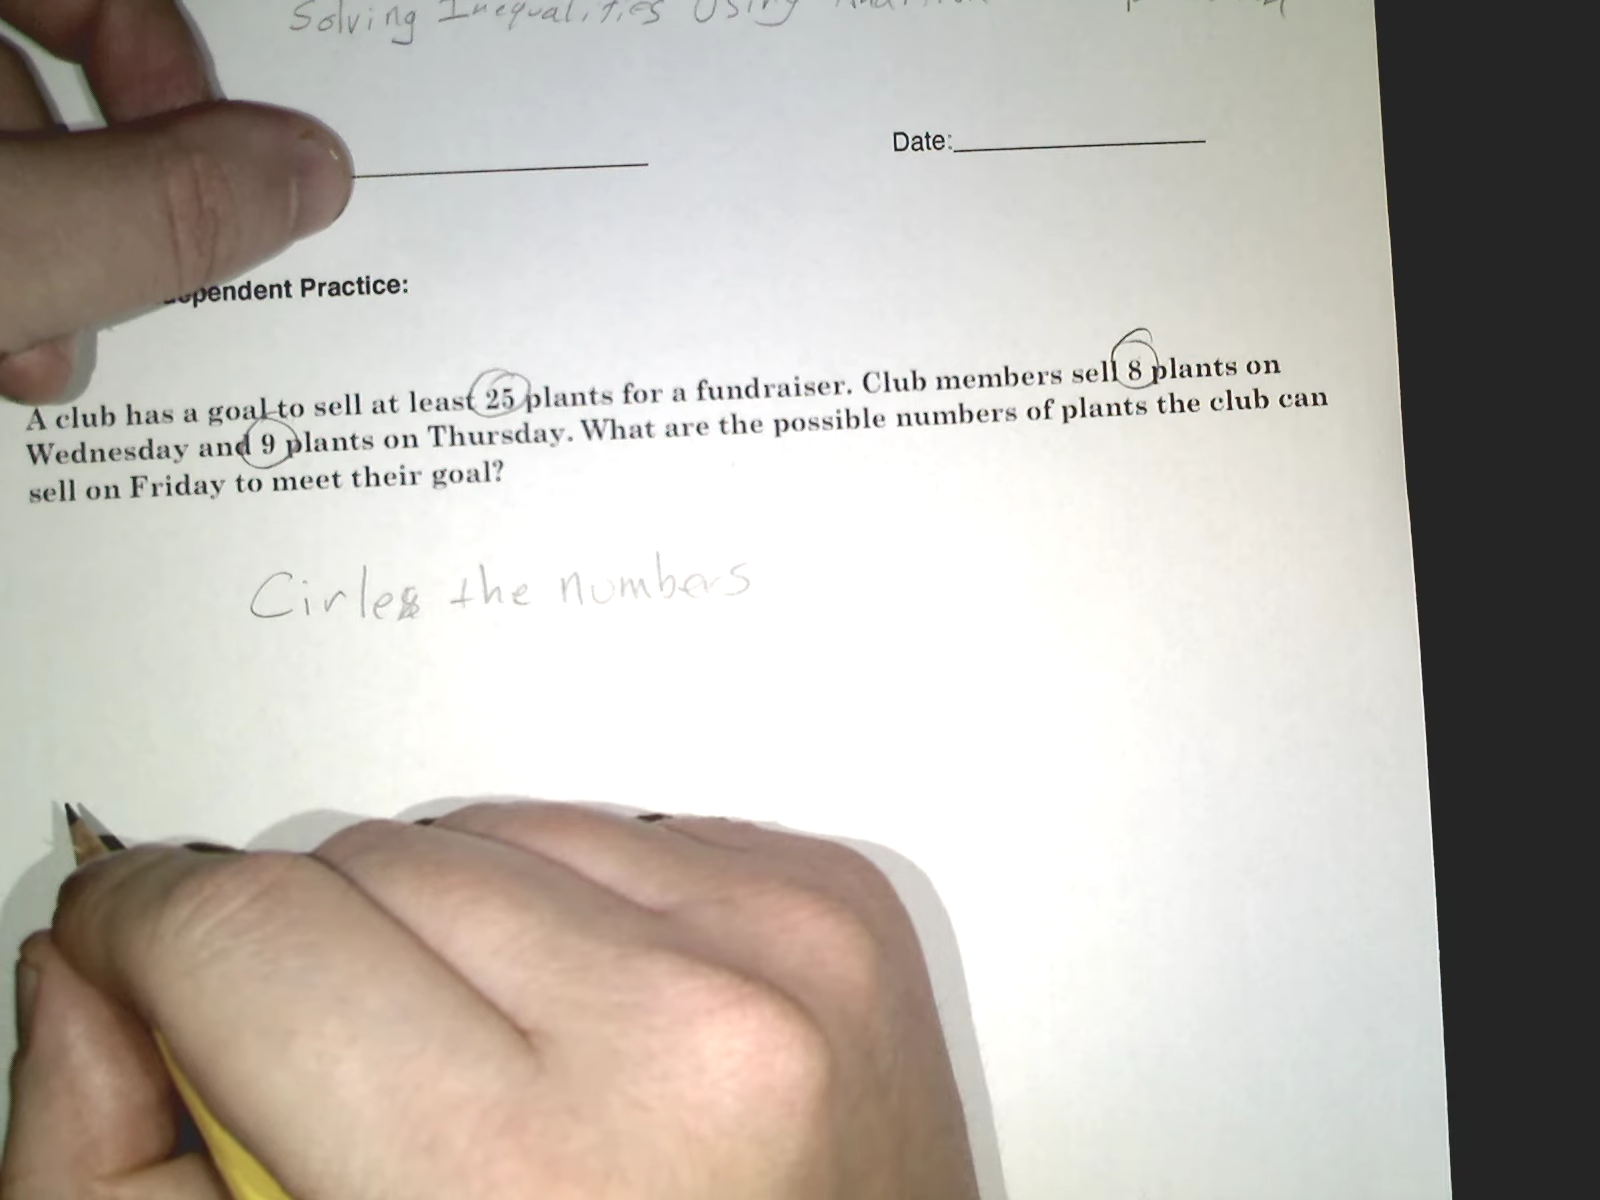 Solving Inequalities Using
Date:
Independent Practice:
A club has a goal to sell at least 25 plants for a fundraiser. Club members sell 8 plants on
Wednesday and 9 plants on Thursday. What are the possible numbers of plants the club can
sell on Friday to meet their goal?
Cirles the numbers